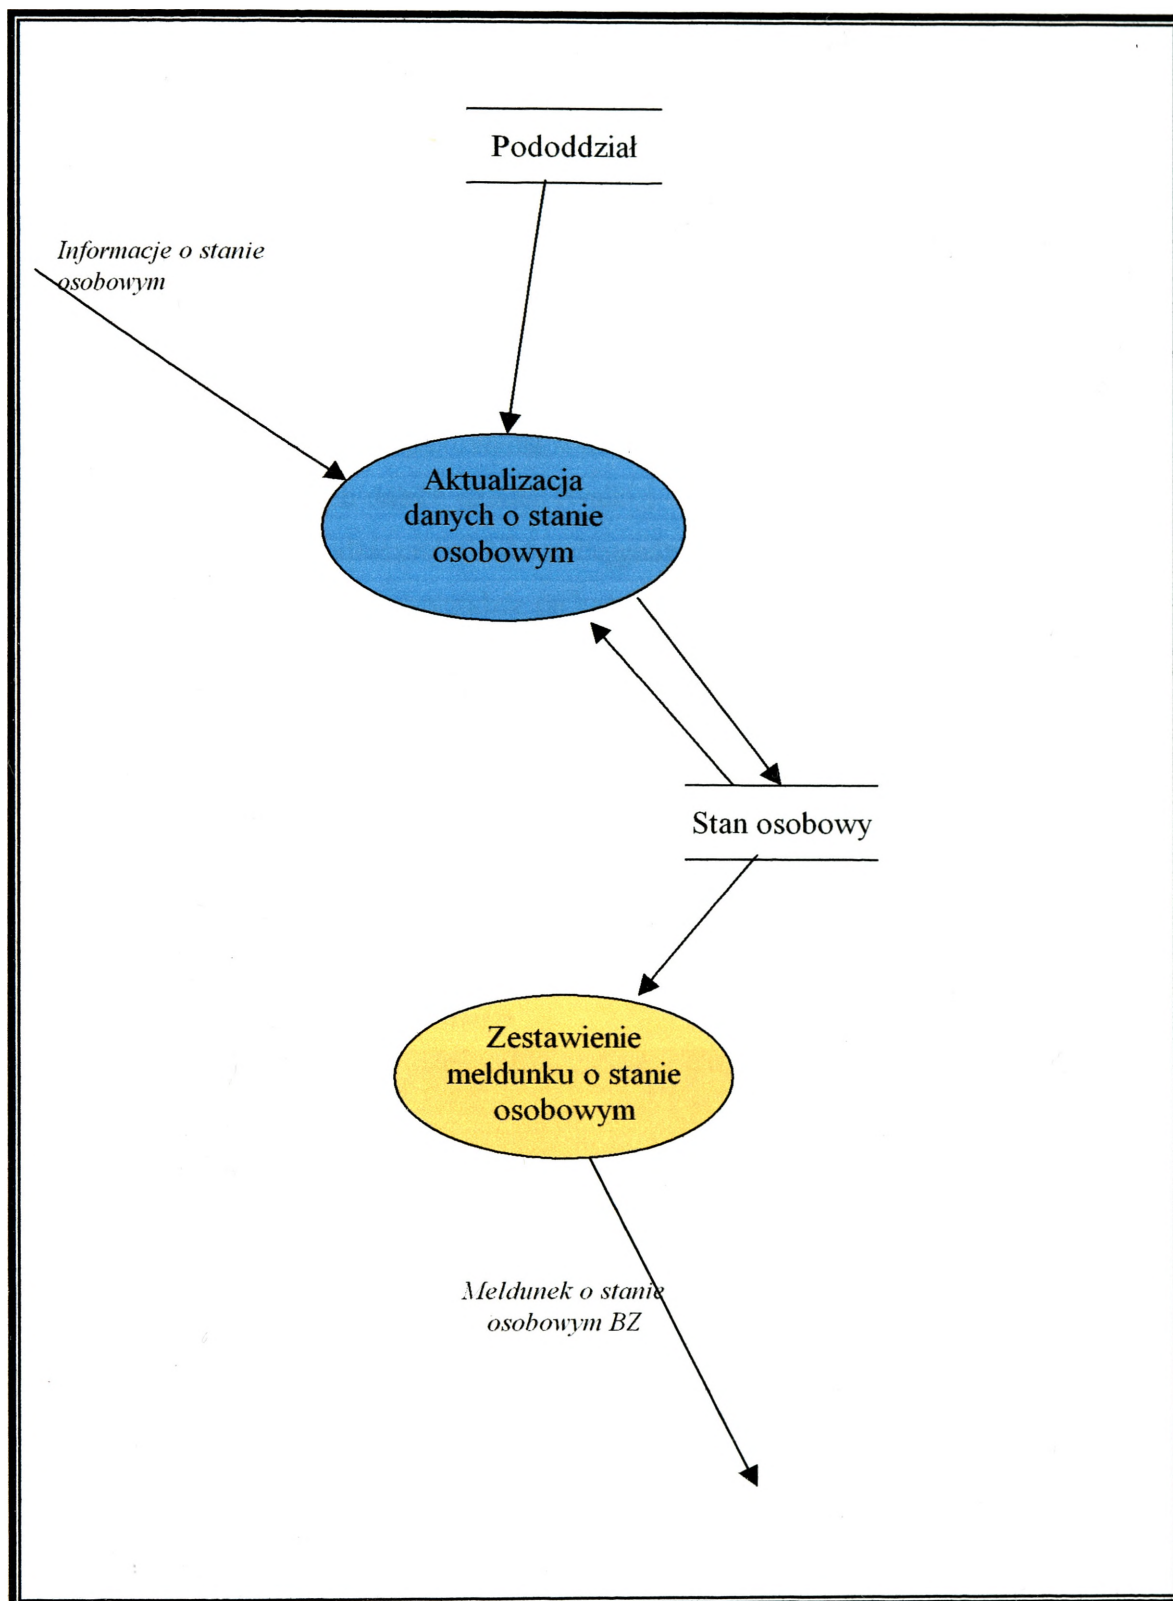 Pododdział
Informacje o stanie
osobowym
Aktualizacja
danych o stanie
osobowym
Stan osobowy
Zestawienie
meldunku o stanie
osobowym
Meldunek o stanie
osobowym BZ